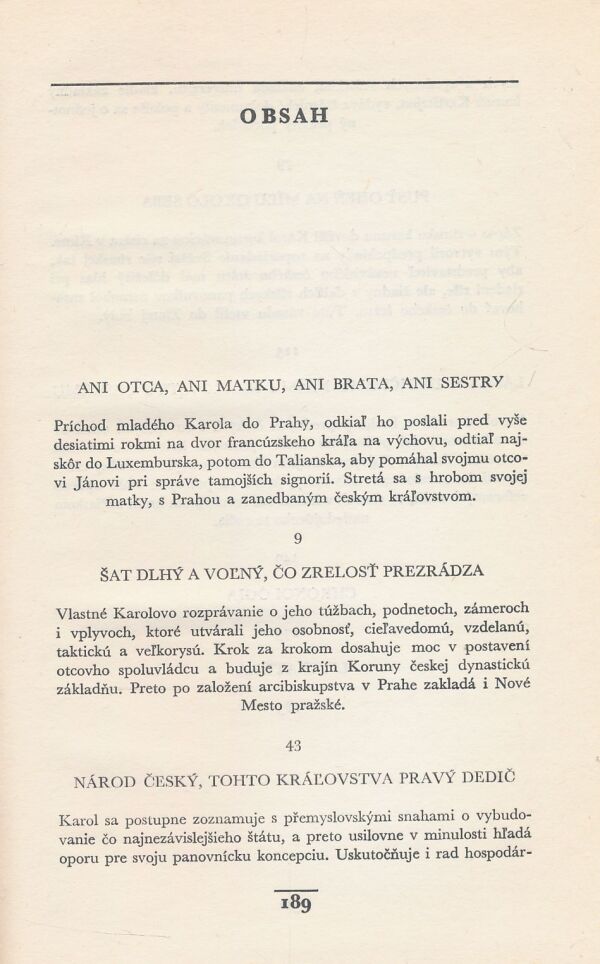 OBSAH
ANI OTCA, ANI MATKU, ANI BRATA, ANI SESTRY
Príchod mladého Karola do Prahy, odkiaľ ho poslali pred vyše
desiatimi rokmi na dvor francúzskeho kráľa na výchovu, odtiaľ naj-
skôr do Luxemburska, potom do Talianska, aby pomáhal svojmu otco-
vi Jánovi pri správe tamojších signorií. Stretá sa s hrobom svojej
matky, s Prahou a zanedbaným českým kráľovstvom.
9
ŠAT DLHÝ A VOĽNÝ, ČO ZRELOSŤ PREZRÁDZA
Vlastné Karolovo rozprávanie o jeho túžbach, podnetoch, zámeroch
i vplyvoch, ktoré utvárali jeho osobnosť, cieľavedomú, vzdelanú,
taktickú a veľkorysú. Krok za krokom dosahuje moc v postavení
otcovho spoluvládcu a buduje z krajín Koruny českej dynastickú
základňu. Preto po založení arcibiskupstva v Prahe zakladá i Nové
Mesto pražské.
43
NÁROD ČESKÝ, TOHTO KRÁĽOVSTVA PRAVÝ DEDIČ
Karol sa postupne zoznamuje s přemyslovskými snahami o vybudo-
vanie čo najnezávislejšieho štátu, a preto usilovne v minulosti hľadá
oporu pre svoju panovnícku koncepciu. Uskutočňuje i rad hospodár-
189